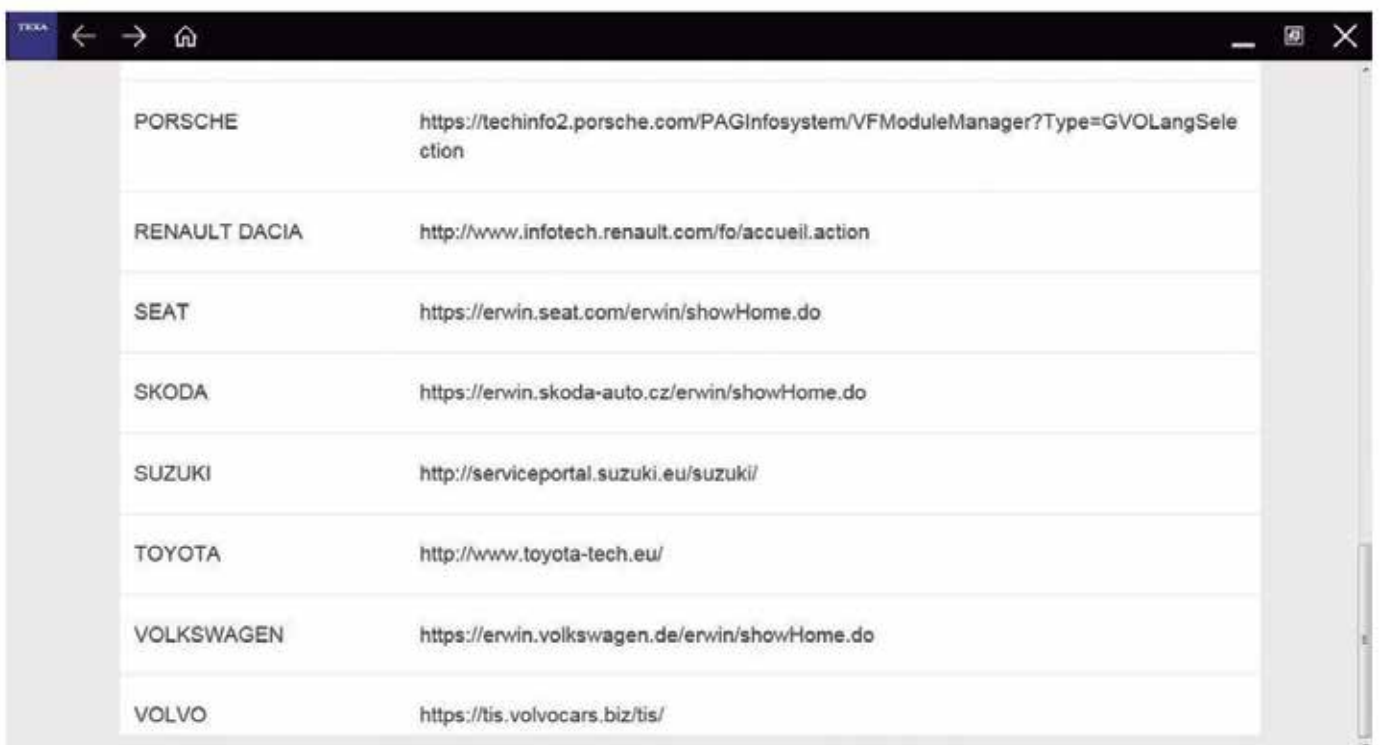 TEXA
PORSCHE
https://techinfo2.porsche.com/PAGInfosystem/VFModuleManager?Type=GVOLangSele
ction
RENAULT DACIA
http://www.infotech.renault.com/fo/accueil.action
SEAT
https://erwin.seat.com/erwin/showHome.do
SKODA
https://erwin.skoda-auto.cz/erwin/showHome.do
SUZUKI
http://serviceportal.suzuki.eu/suzuki/
TOYOTA
http://www.toyota-tech.eu/
VOLKSWAGEN
https://erwin.volkswagen.de/erwin/showHome.do
VOLVO
https://tis.volvocars.biz/tis/